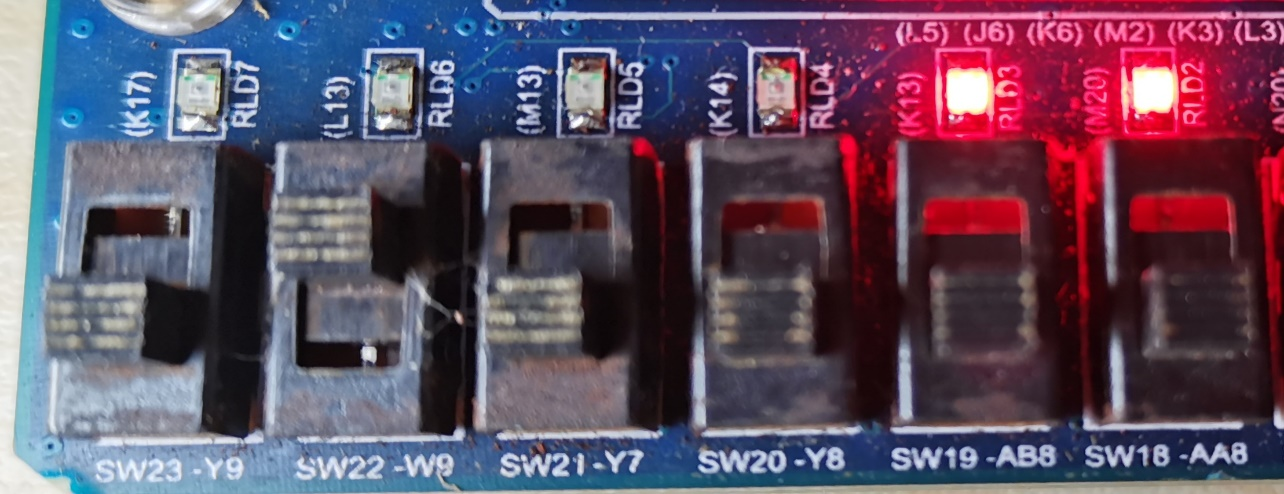 (L5) (J6) (K6) (M2) (K3) (L3)
(K17) RLD7 (L13) RLD6 (M13) RLD5 (K14) RLD4 (K13) RLD3 (M20) RLD2
SW23 -Y9 SW22 -W9 SW21 -Y7 SW20 -Y8 SW19 -AB8 SW18 -AA8